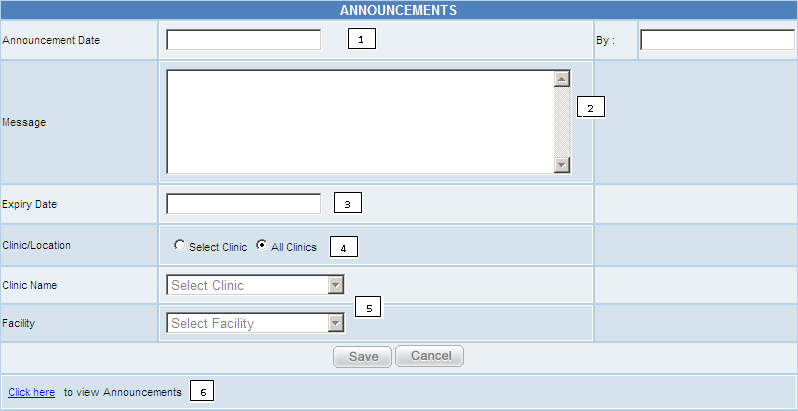 ANNOUNCEMENTS
Announcement Date 1 By :
Message 2
Expiry Date 3
Clinic/Location Select Clinic All Clinics 4
Clinic Name Select Clinic
5
Facility Select Facility
Save Cancel
Click here to view Announcements 6